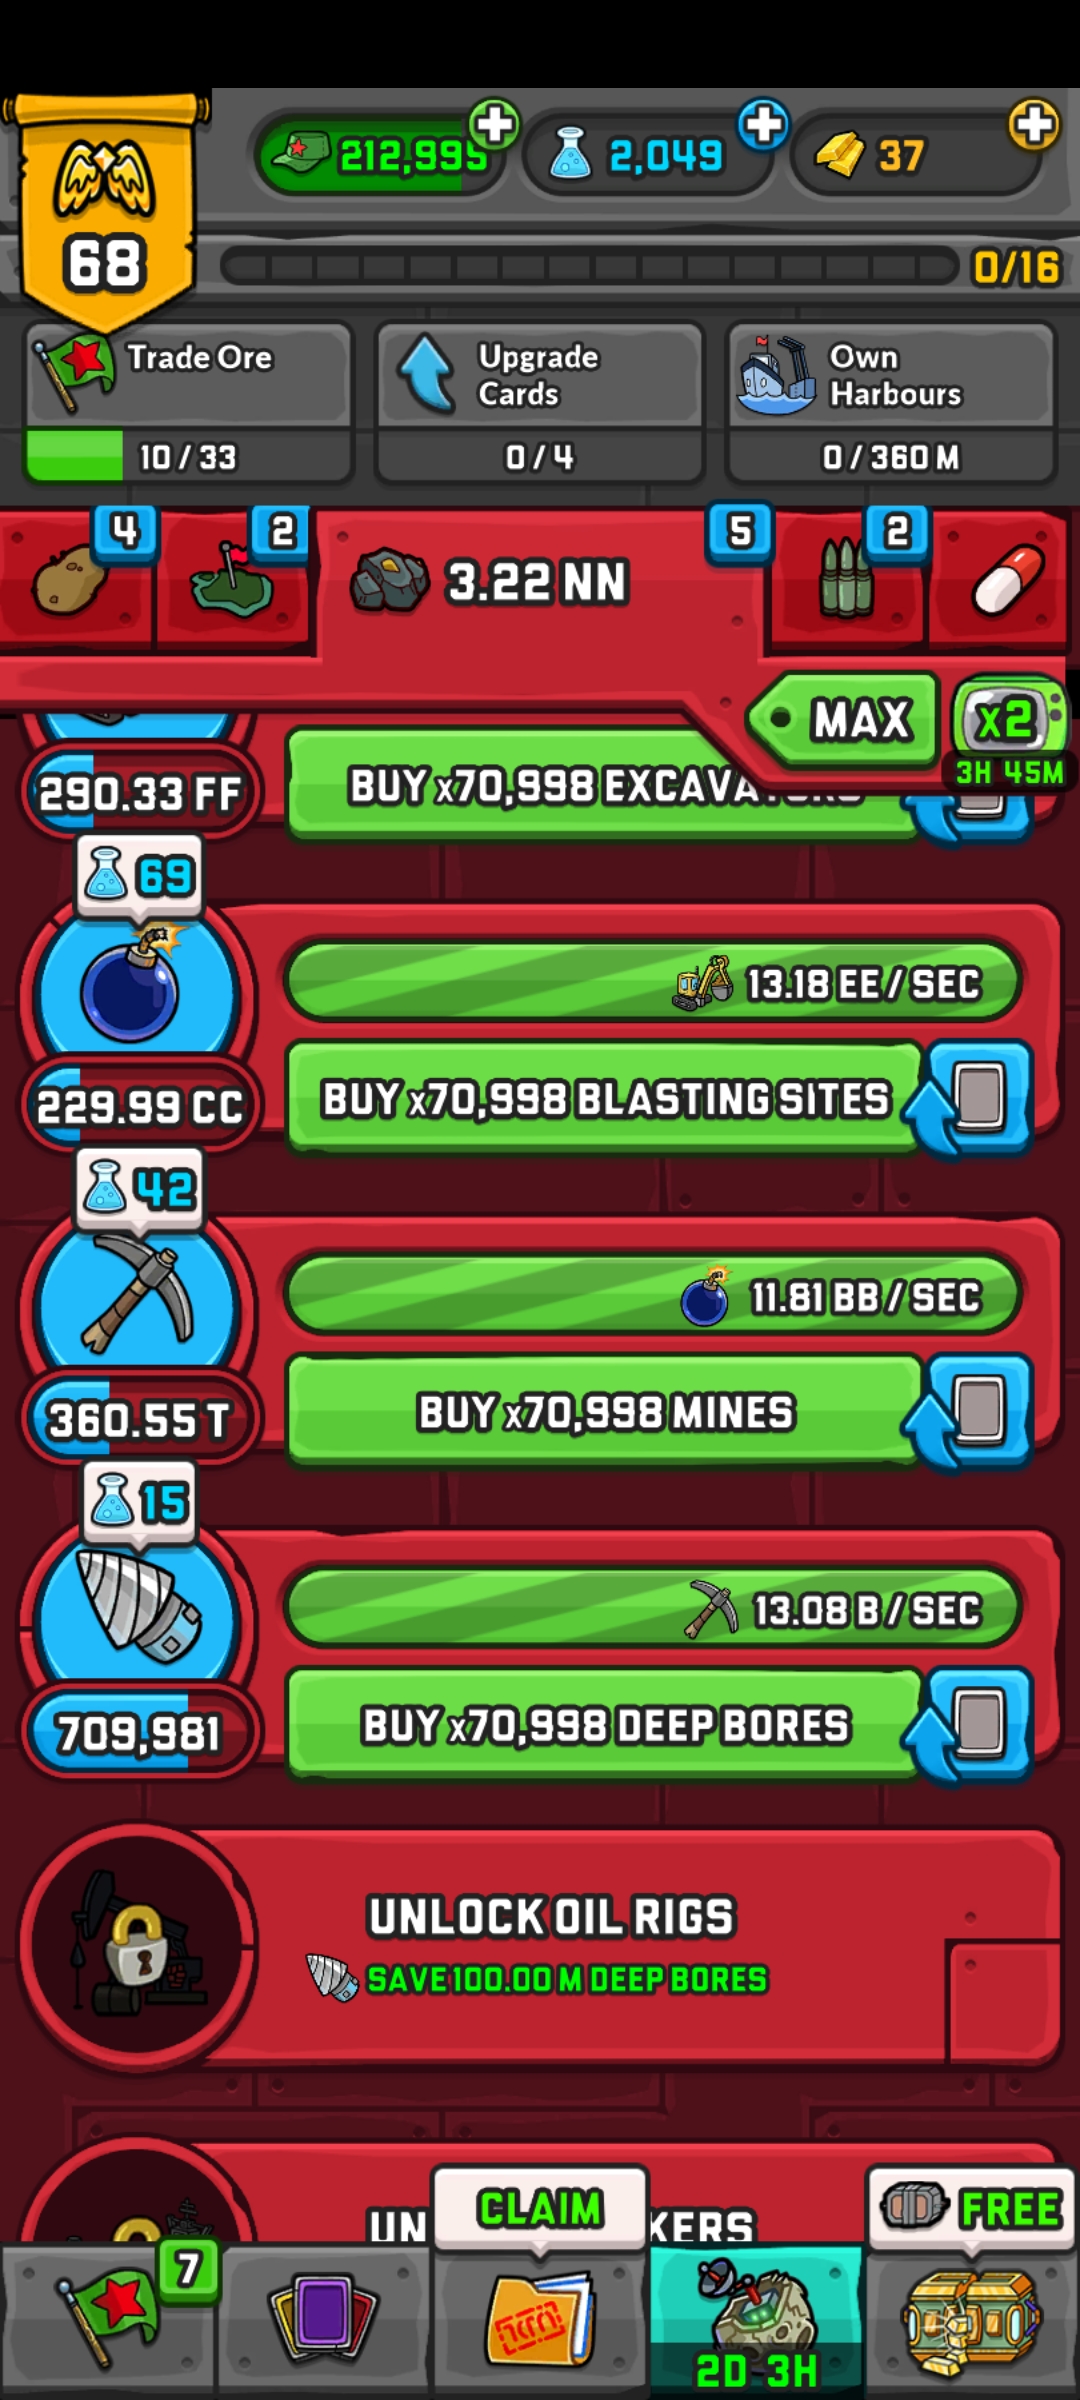 212,995
2,049
37
68
0/16
Trade Ore
10/33
Upgrade
Cards
0/4
Own
Harbours
0/360 M
4
2
3.22 NN
5
2
MAX
x2
3H 45M
290.33 FF
BUY x70,998 EXCAVATORS
69
13.18 EE/SEC
229.99 CC
BUY x70,998 BLASTING SITES
42
11.81 BB/SEC
360.55 T
BUY x70,998 MINES
15
13.08 B/SEC
709,981
BUY x70,998 DEEP BORES
UNLOCK OIL RIGS
SAVE 100.00 M DEEP BORES
UN
KERS
CLAIM
FREE
7
2D 3H